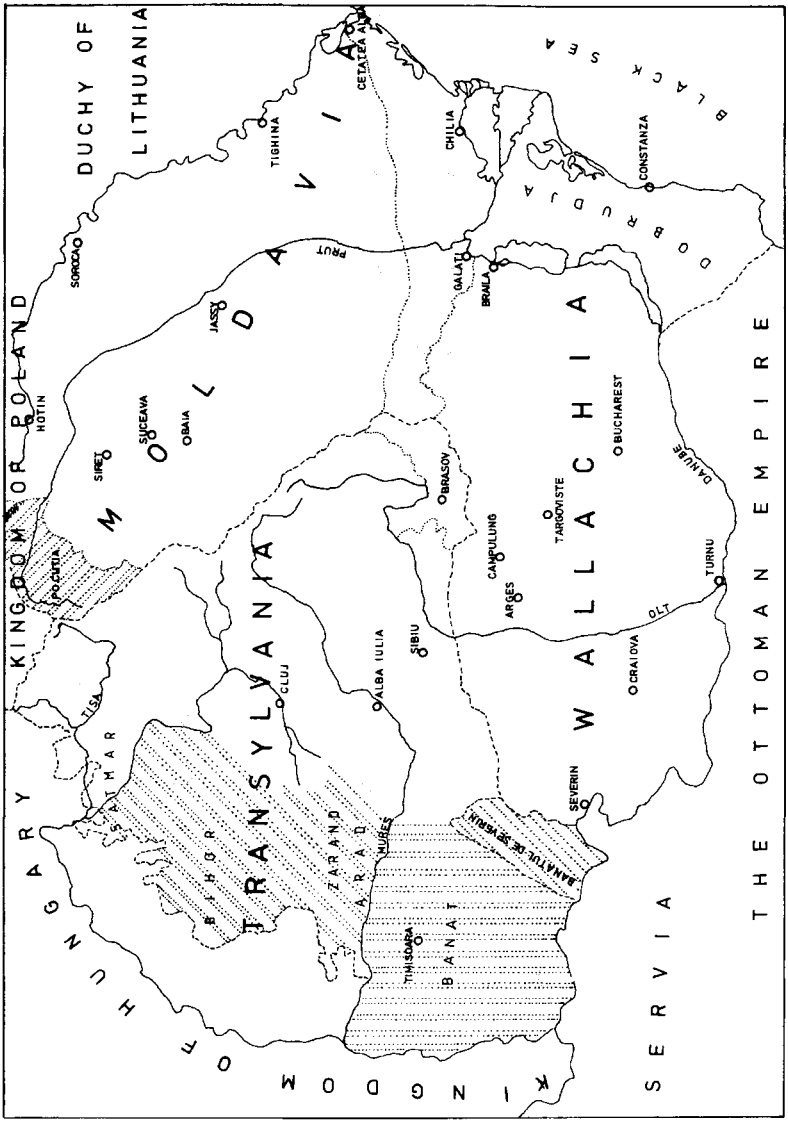 KINGDOM OF POLAND
DUCHY OF
LITHUANIA
KINGDOM OF HUNGARY
POCUTIA
HOTIN
SOROCA
TISA
SATMAR
SIRET
SUCEAVA
BAIA
JASSY
TIGHINA
CETATEA ALBA
MOLDAVIA
PRUT
BIHOR
TRANSYLVANIA
CLUJ
ZARAND
ARAD
MURES
ALBA IULIA
SIBIU
BRASOV
TIMISOARA
BANAT
BANATUL DE SEVERIN
GALATI
BRAILA
CHILIA
BLACK SEA
DOBRUDJA
CONSTANZA
CAMPULUNG
ARGES
TARGOVISTE
WALLACHIA
BUCHAREST
SEVERIN
CRAIOVA
OLT
TURNU
DANUBE
SERVIA
THE OTTOMAN EMPIRE